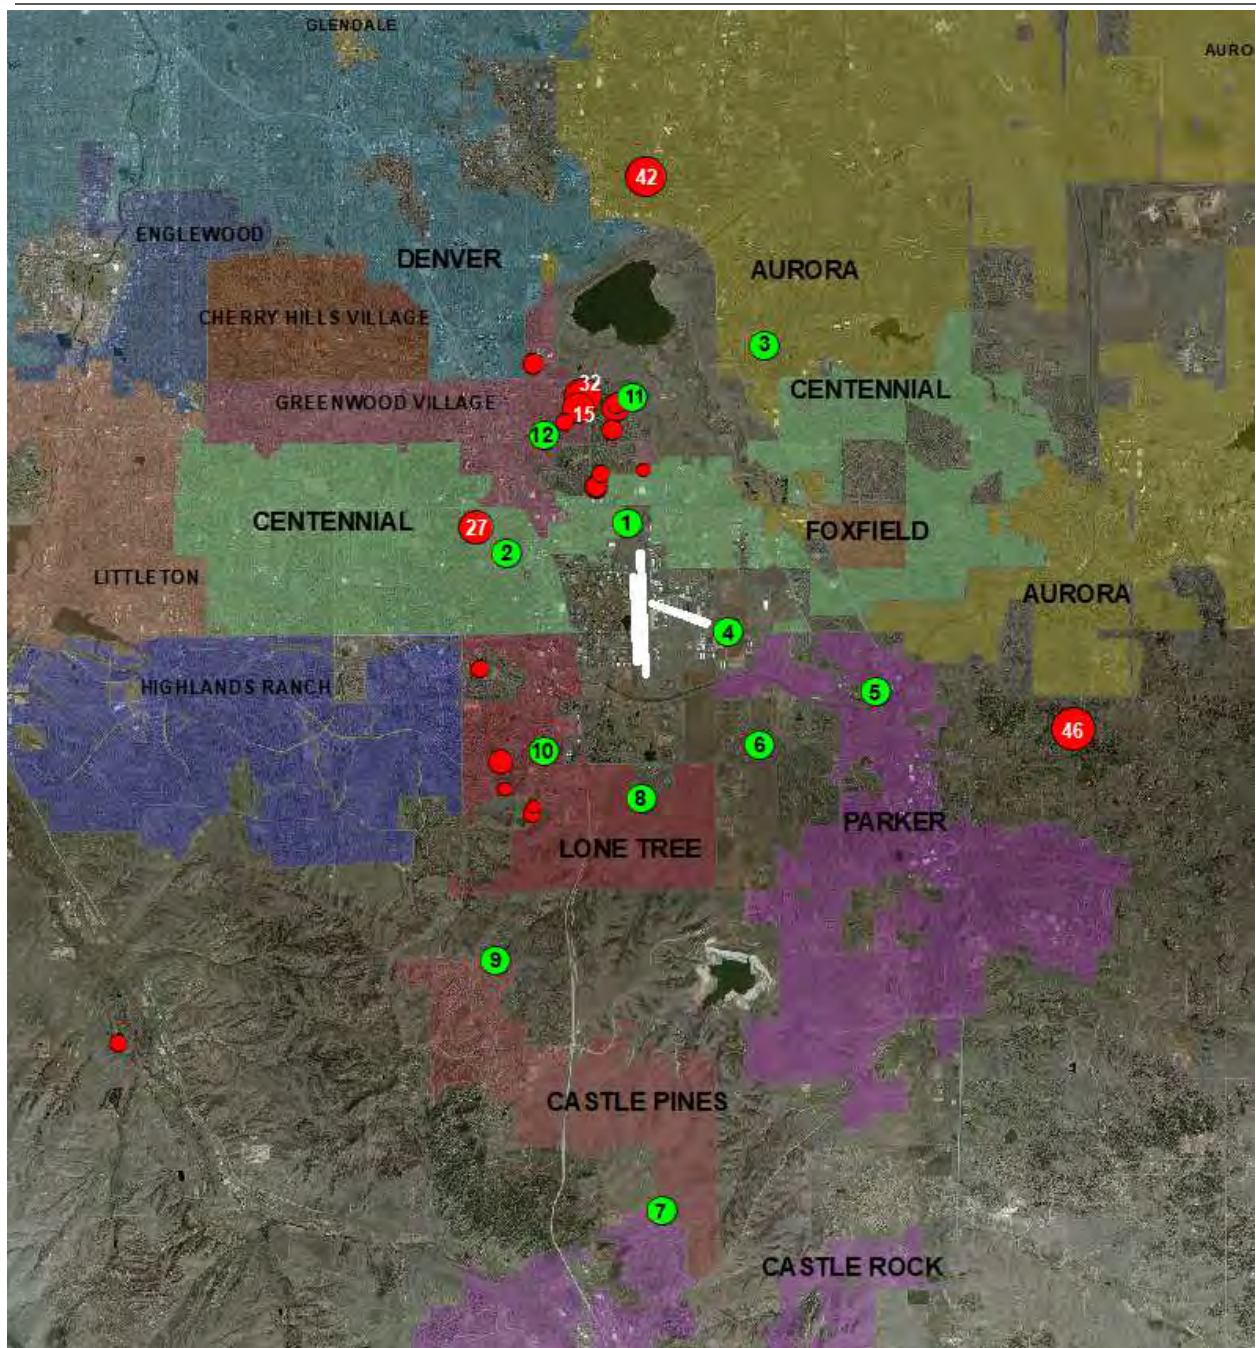 GLENDALE
AURO
42
ENGLEWOOD
DENVER
AURORA
CHERRY HILLS VILLAGE
3
32
CENTENNIAL
11
GREENWOOD VILLAGE
15
12
CENTENNIAL
27
1
FOXFIELD
2
LITTLETON
AURORA
4
HIGHLANDS RANCH
5
46
10
6
8
LONE TREE
PARKER
9
CASTLE PINES
7
CASTLE ROCK